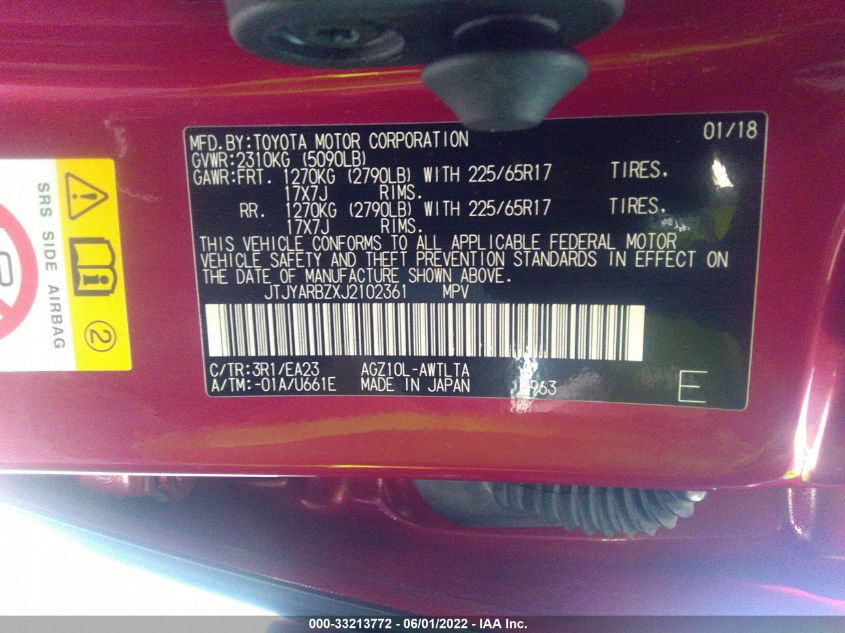 MFD.BY:TOYOTA MOTOR CORPORATION 01/18
GVWR:2310KG (5090LB)
GAWR:FRT. 1270KG (2790LB) WITH 225/65R17 TIRES.
17X7J RIMS.
RR. 1270KG (2790LB) WITH 225/65R17 TIRES.
17X7J RIMS.
THIS VEHICLE CONFORMS TO ALL APPLICABLE FEDERAL MOTOR
VEHICLE SAFETY AND THEFT PREVENTION STANDARDS IN EFFECT ON
THE DATE OF MANUFACTURE SHOWN ABOVE.
JTJYARBZXJ2102361 MPV
C/TR:3R1/EA23 AGZ10L-AWTLTA
A/TM:-01A/U661E MADE IN JAPAN
E
SRS SIDE AIRBAG
2
000-33213772 - 06/01/2022 - IAA Inc.